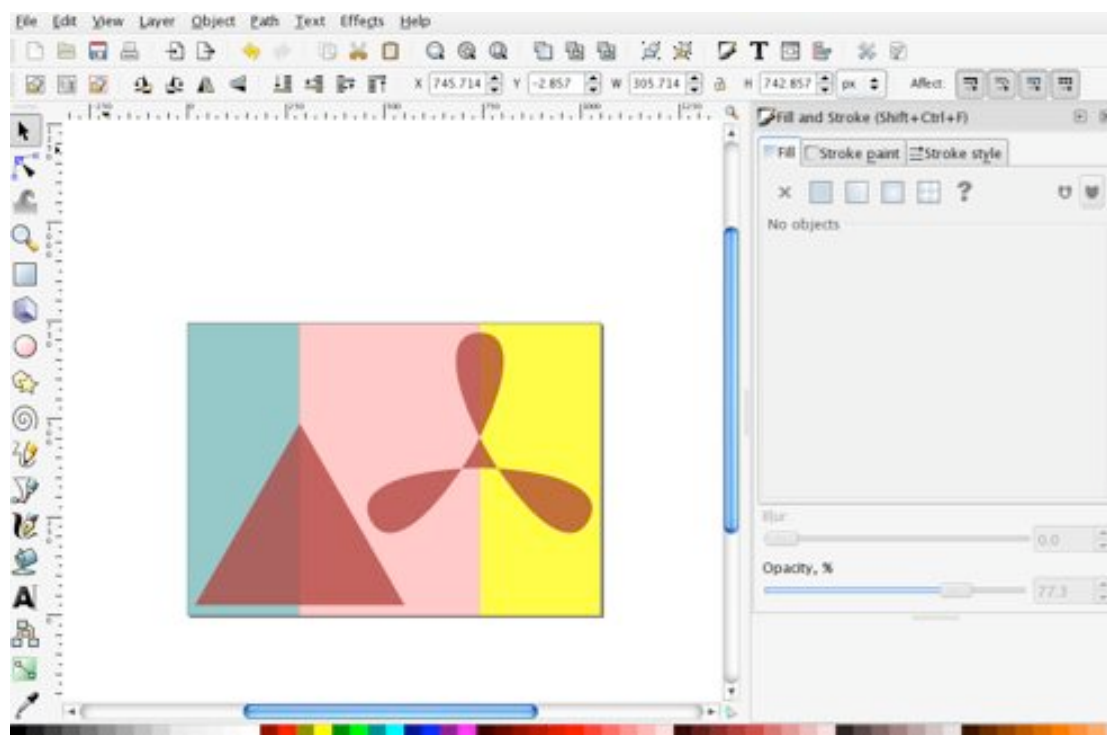 File Edit View Layer Object Path Text Effects Help
X 745.714 Y -2.857 W 305.714 H 742.857 px Affect:
Fill and Stroke (Shift+Ctrl+F)
Fill Stroke paint Stroke style
No objects
Blur
0.0
Opacity, %
77.3